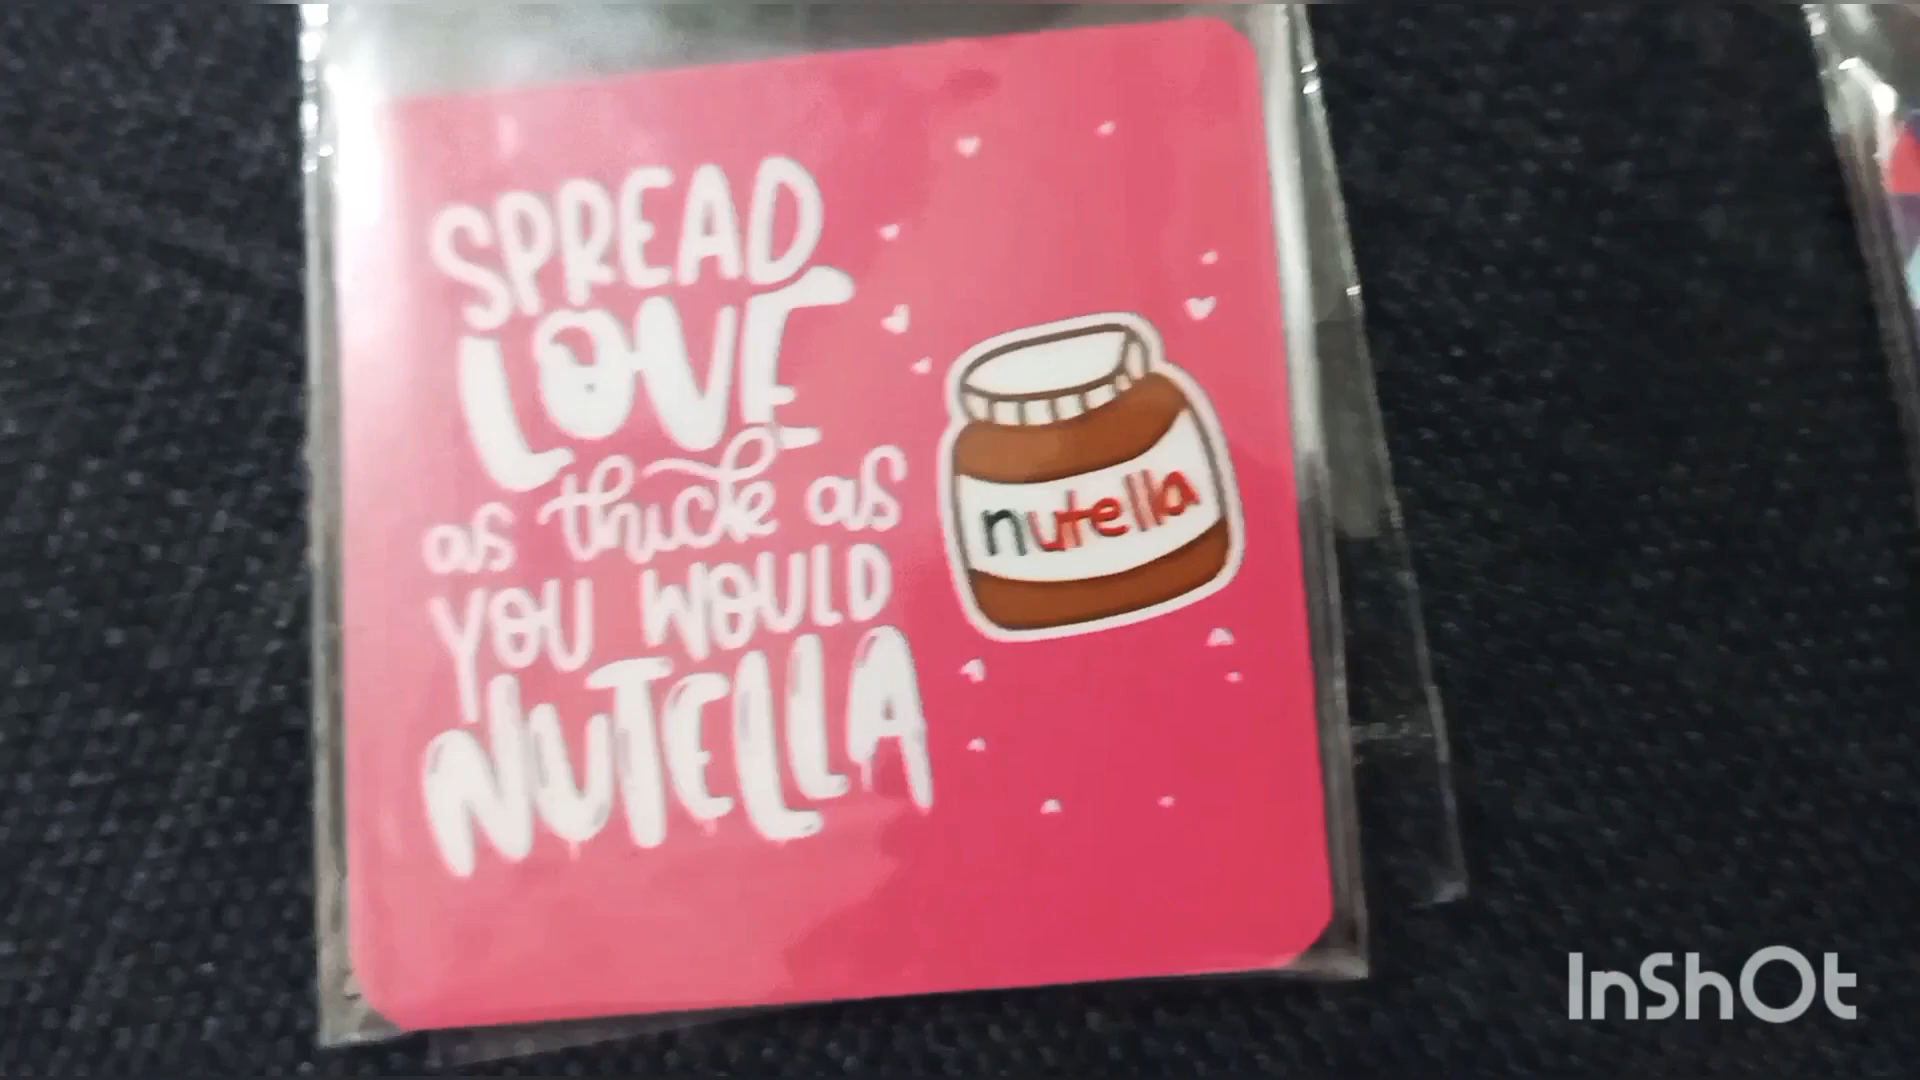 SPREAD
LOVE
as thick as
YOU WOULD
NUTELLA
nutella
InShOt